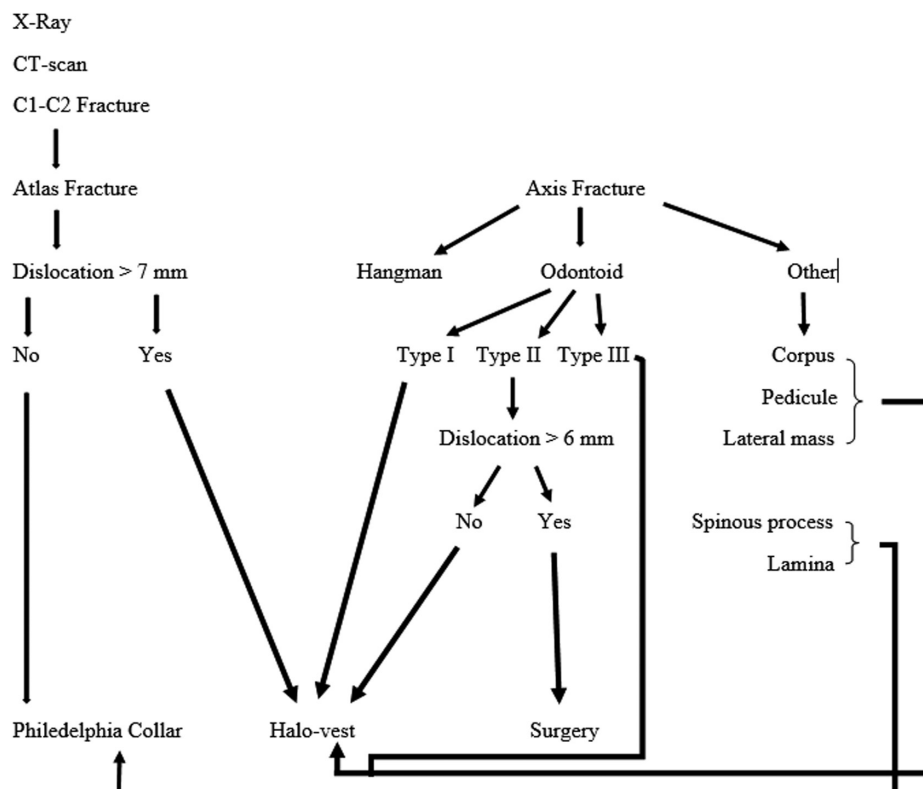 X-Ray
CT-scan
C1-C2 Fracture
Atlas Fracture
Axis Fracture
Dislocation > 7 mm
Hangman
Odontoid
Other
No
Yes
Type I
Type II
Type III
Corpus
Pedicule
Dislocation > 6 mm
Lateral mass
No
Yes
Spinous process
Lamina
Philedelphia Collar
Halo-vest
Surgery